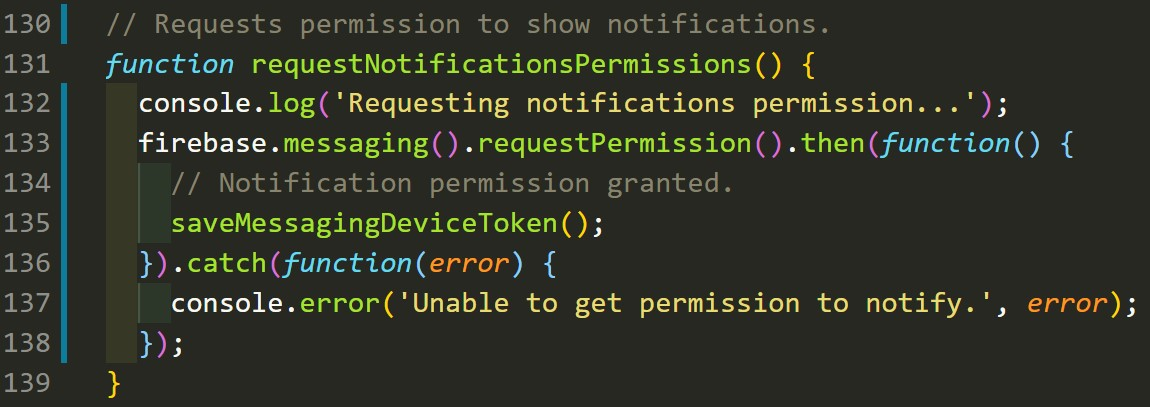 130 // Requests permission to show notifications.
131 function requestNotificationsPermissions() {
132 console.log('Requesting notifications permission...');
133 firebase.messaging().requestPermission().then(function() {
134 // Notification permission granted.
135 saveMessagingDeviceToken();
136 }).catch(function(error) {
137 console.error('Unable to get permission to notify.', error);
138 });
139 }